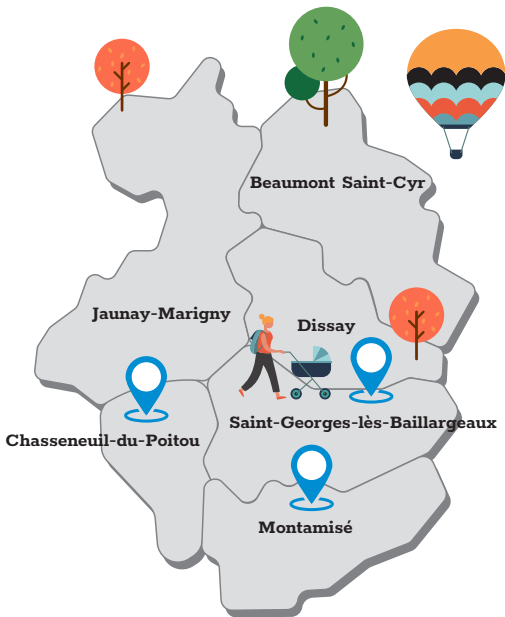 Beaumont Saint-Cyr
Jaunay-Marigny
Dissay
Saint-Georges-lès-Baillargeaux
Chasseneuil-du-Poitou
Montamisé